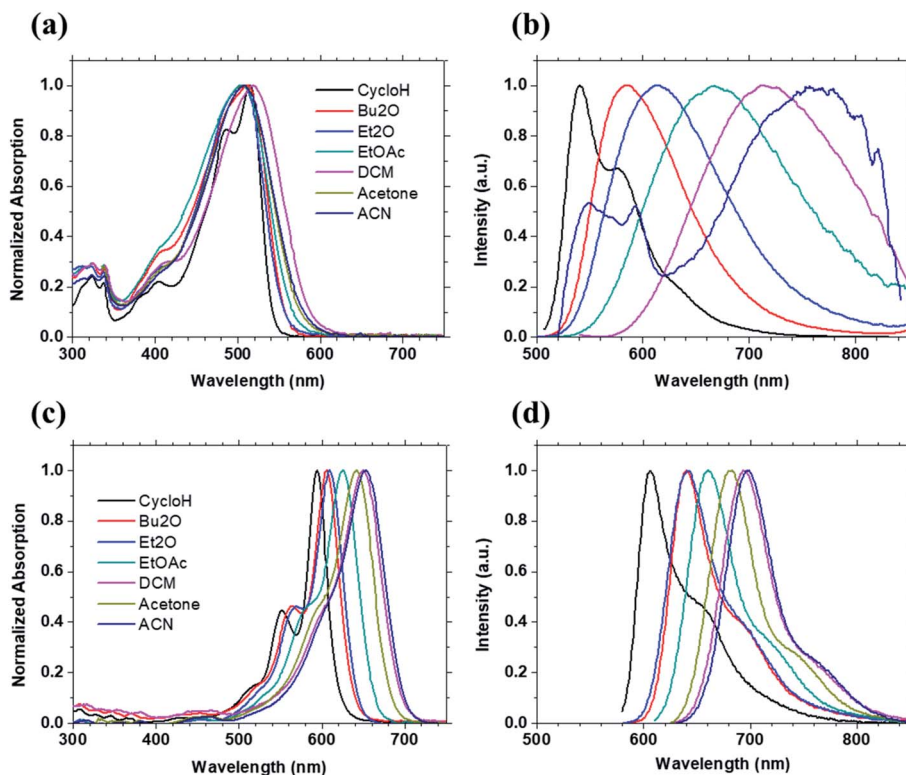 (a)
(b)
Normalized Absorption
1.0
0.8
0.6
0.4
0.2
0.0
300
400
500
600
700
Wavelength (nm)
CycloH
Bu2O
Et2O
EtOAc
DCM
Acetone
ACN
Intensity (a.u.)
1.0
0.8
0.6
0.4
0.2
0.0
500
600
700
800
Wavelength (nm)
(c)
(d)
Normalized Absorption
1.0
0.8
0.6
0.4
0.2
0.0
300
400
500
600
700
Wavelength (nm)
CycloH
Bu2O
Et2O
EtOAc
DCM
Acetone
ACN
Intensity (a.u.)
1.0
0.8
0.6
0.4
0.2
0.0
500
600
700
800
Wavelength (nm)